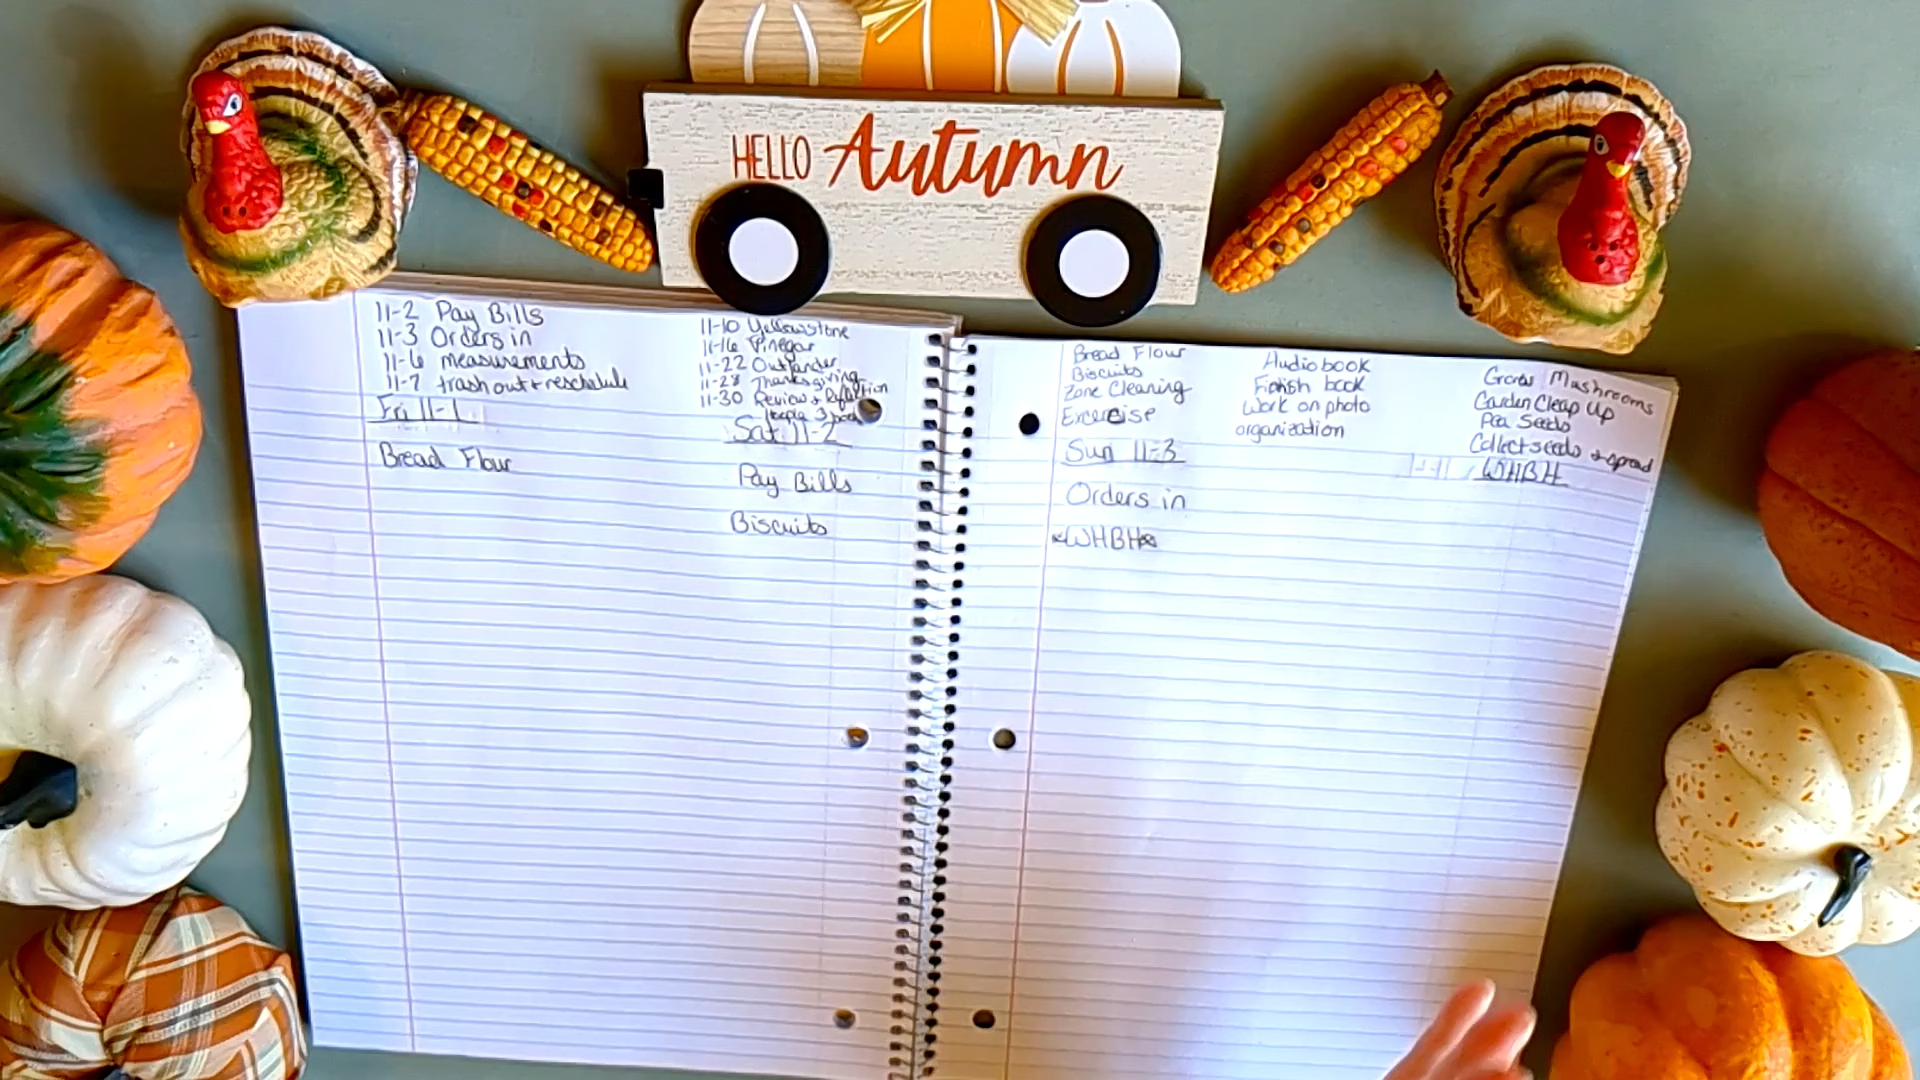 HELLO Autumn
11-2 Pay Bills
11-3 Orders in
11-6 measurements
11-7 trash out + reschedule
11-10 Yellowstone
11-16 Vinegar
11-22 Outlander
11-28 Thanksgiving
11-30 Review + Reflection
3
Fri 11-1
Bread Flour
Sat 11-2
Pay Bills
Biscuits
Bread Flour
Biscuits
Zone Cleaning
Excercise
Audiobook
Finish book
Work on photo
organization
Grow Mushrooms
Garden Clean Up
Pea Seeds
Collect seeds + spread
Sun 11-3
Orders in
*WHBH*
WHBH